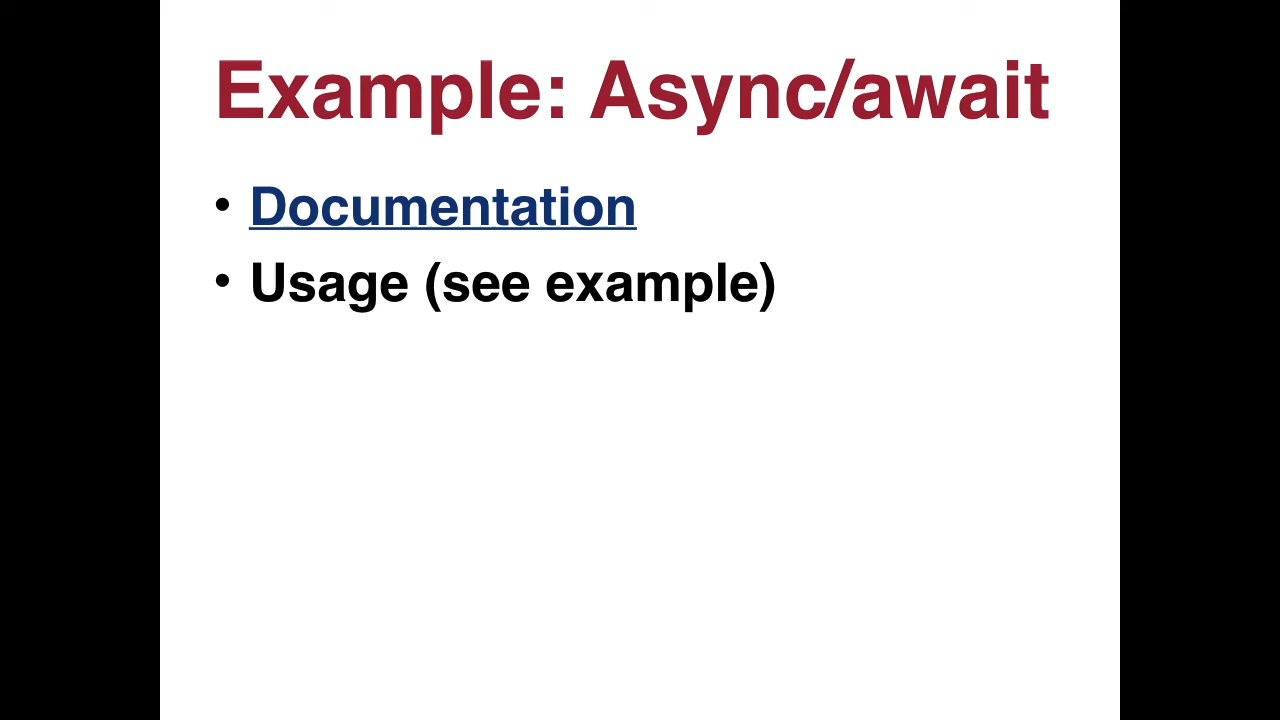 Example: Async/await
• Documentation
• Usage (see example)